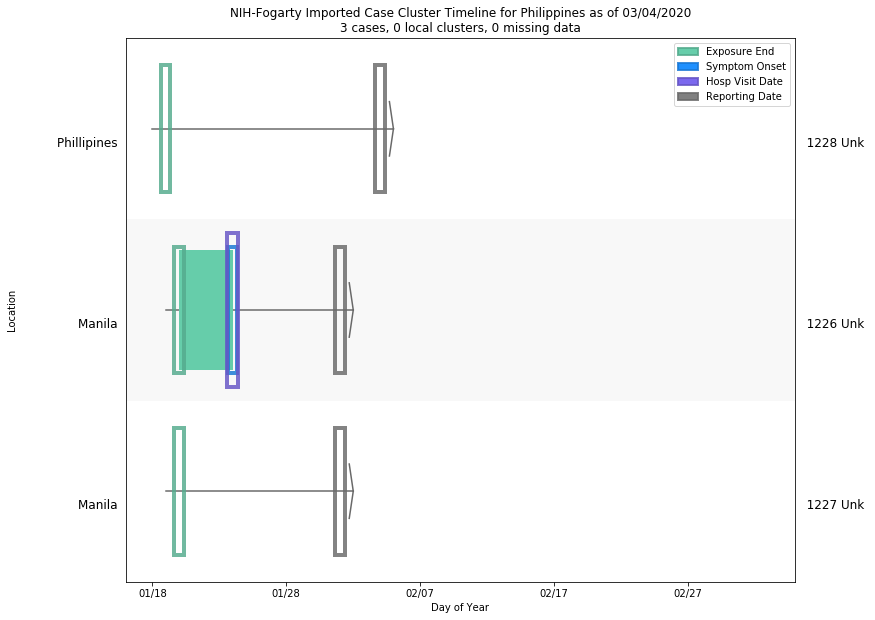 NIH-Fogarty Imported Case Cluster Timeline for Philippines as of 03/04/2020
3 cases, 0 local clusters, 0 missing data
Exposure End
Symptom Onset
Hosp Visit Date
Reporting Date
Phillipines
1228 Unk
Location
Manila
1226 Unk
Manila
1227 Unk
01/18
01/28
02/07
02/17
02/27
Day of Year